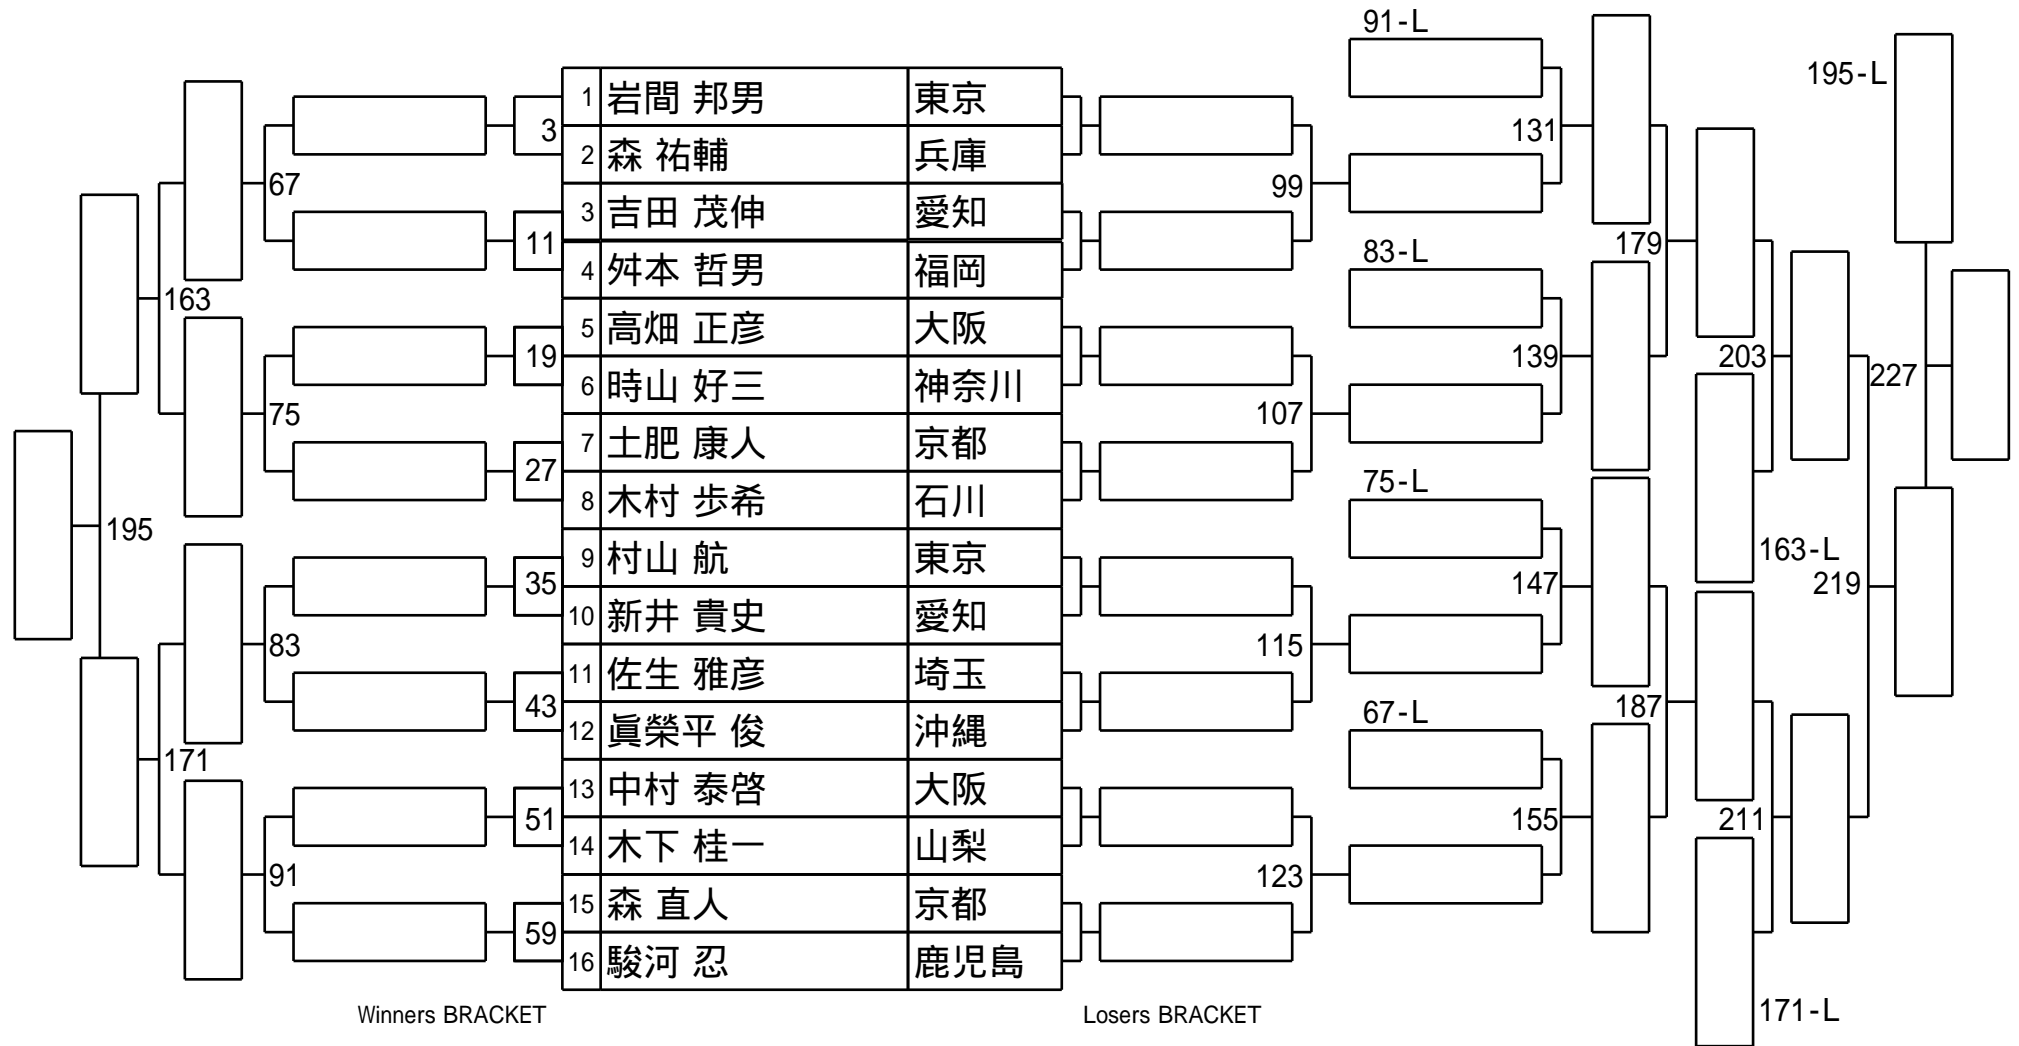 91-L
195-L
1 岩間 邦男 東京
3
131
2 森 祐輔 兵庫
67
99
3 吉田 茂伸 愛知
11
179
83-L
4 舛本 哲男 福岡
163
5 高畑 正彦 大阪
19
139
203
227
6 時山 好三 神奈川
75
107
7 土肥 康人 京都
27
75-L
8 木村 歩希 石川
195
163-L
9 村山 航 東京
35
147
219
10 新井 貴史 愛知
83
115
11 佐生 雅彦 埼玉
43
187
67-L
12 眞榮平 俊 沖縄
171
13 中村 泰啓 大阪
51
155
211
14 木下 桂一 山梨
91
123
15 森 直人 京都
59
16 駿河 忍 鹿児島
171-L
Winners BRACKET
Losers BRACKET